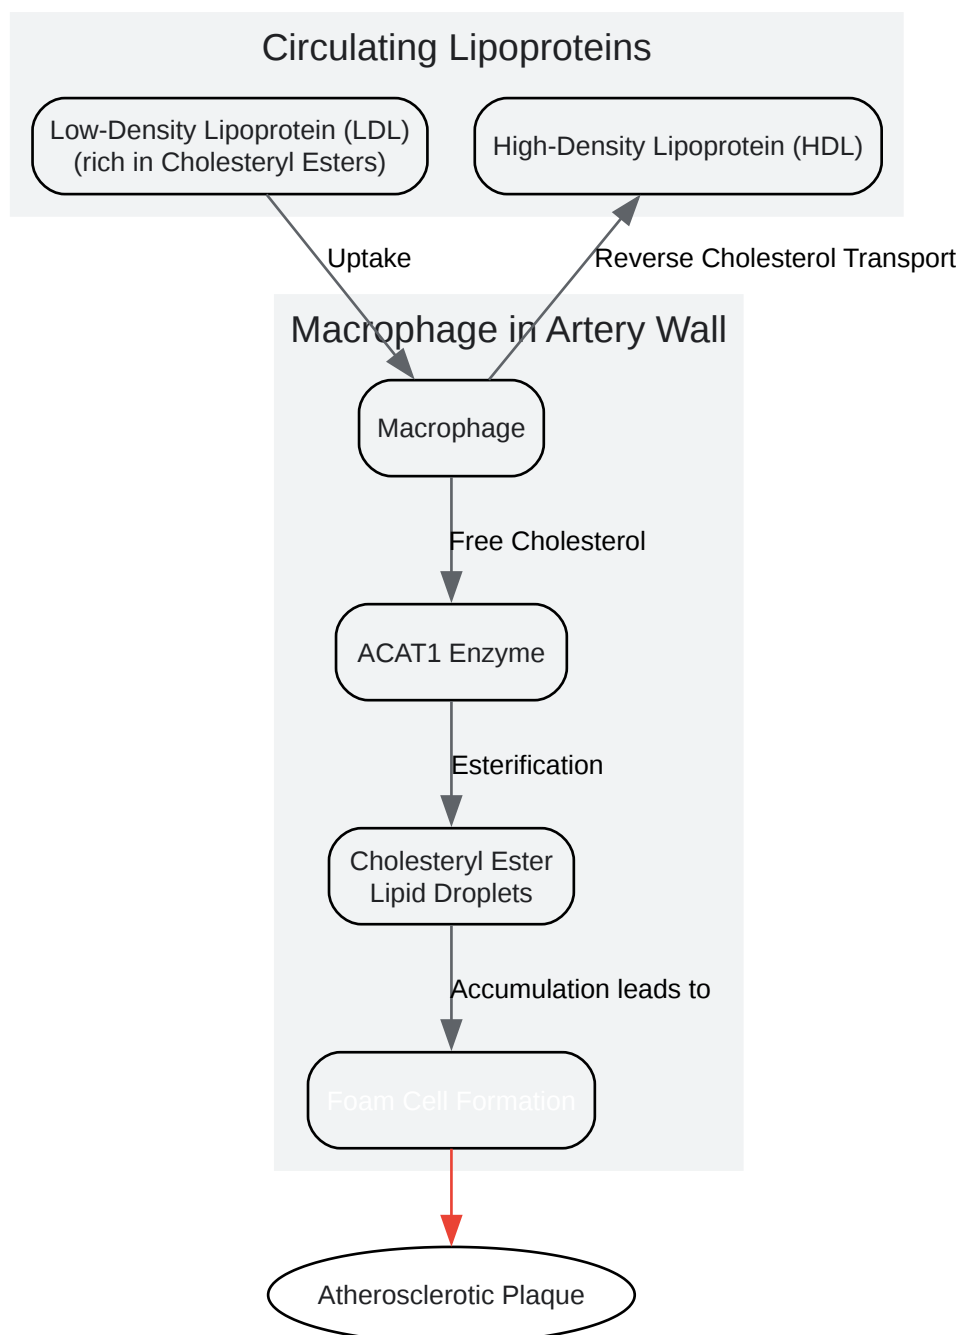 Circulating Lipoproteins
Low-Density Lipoprotein (LDL)
(rich in Cholesteryl Esters)
High-Density Lipoprotein (HDL)
Uptake
Reverse Cholesterol Transport
Macrophage in Artery Wall
Macrophage
Free Cholesterol
ACAT1 Enzyme
Esterification
Cholesteryl Ester
Lipid Droplets
Accumulation leads to
Foam Cell Formation
Atherosclerotic Plaque